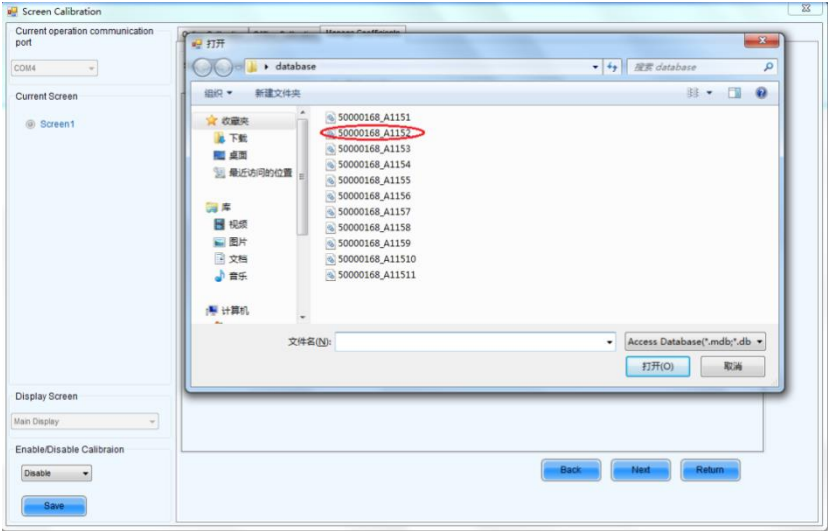 Screen Calibration
Current operation communication
port
COM4
Current Screen
Screen1
Display Screen
Main Display
Enable/Disable Calibraion
Disable
Save
Manage Coefficients
打开
database
搜索 database
组织
新建文件夹
收藏夹
下载
桌面
最近访问的位置
库
视频
图片
文档
音乐
计算机
50000168_A1151
50000168_A1152
50000168_A1153
50000168_A1154
50000168_A1155
50000168_A1156
50000168_A1157
50000168_A1158
50000168_A1159
50000168_A11510
50000168_A11511
文件名(N):
Access Database(*.mdb;*.db
打开(O)
取消
Back
Next
Return